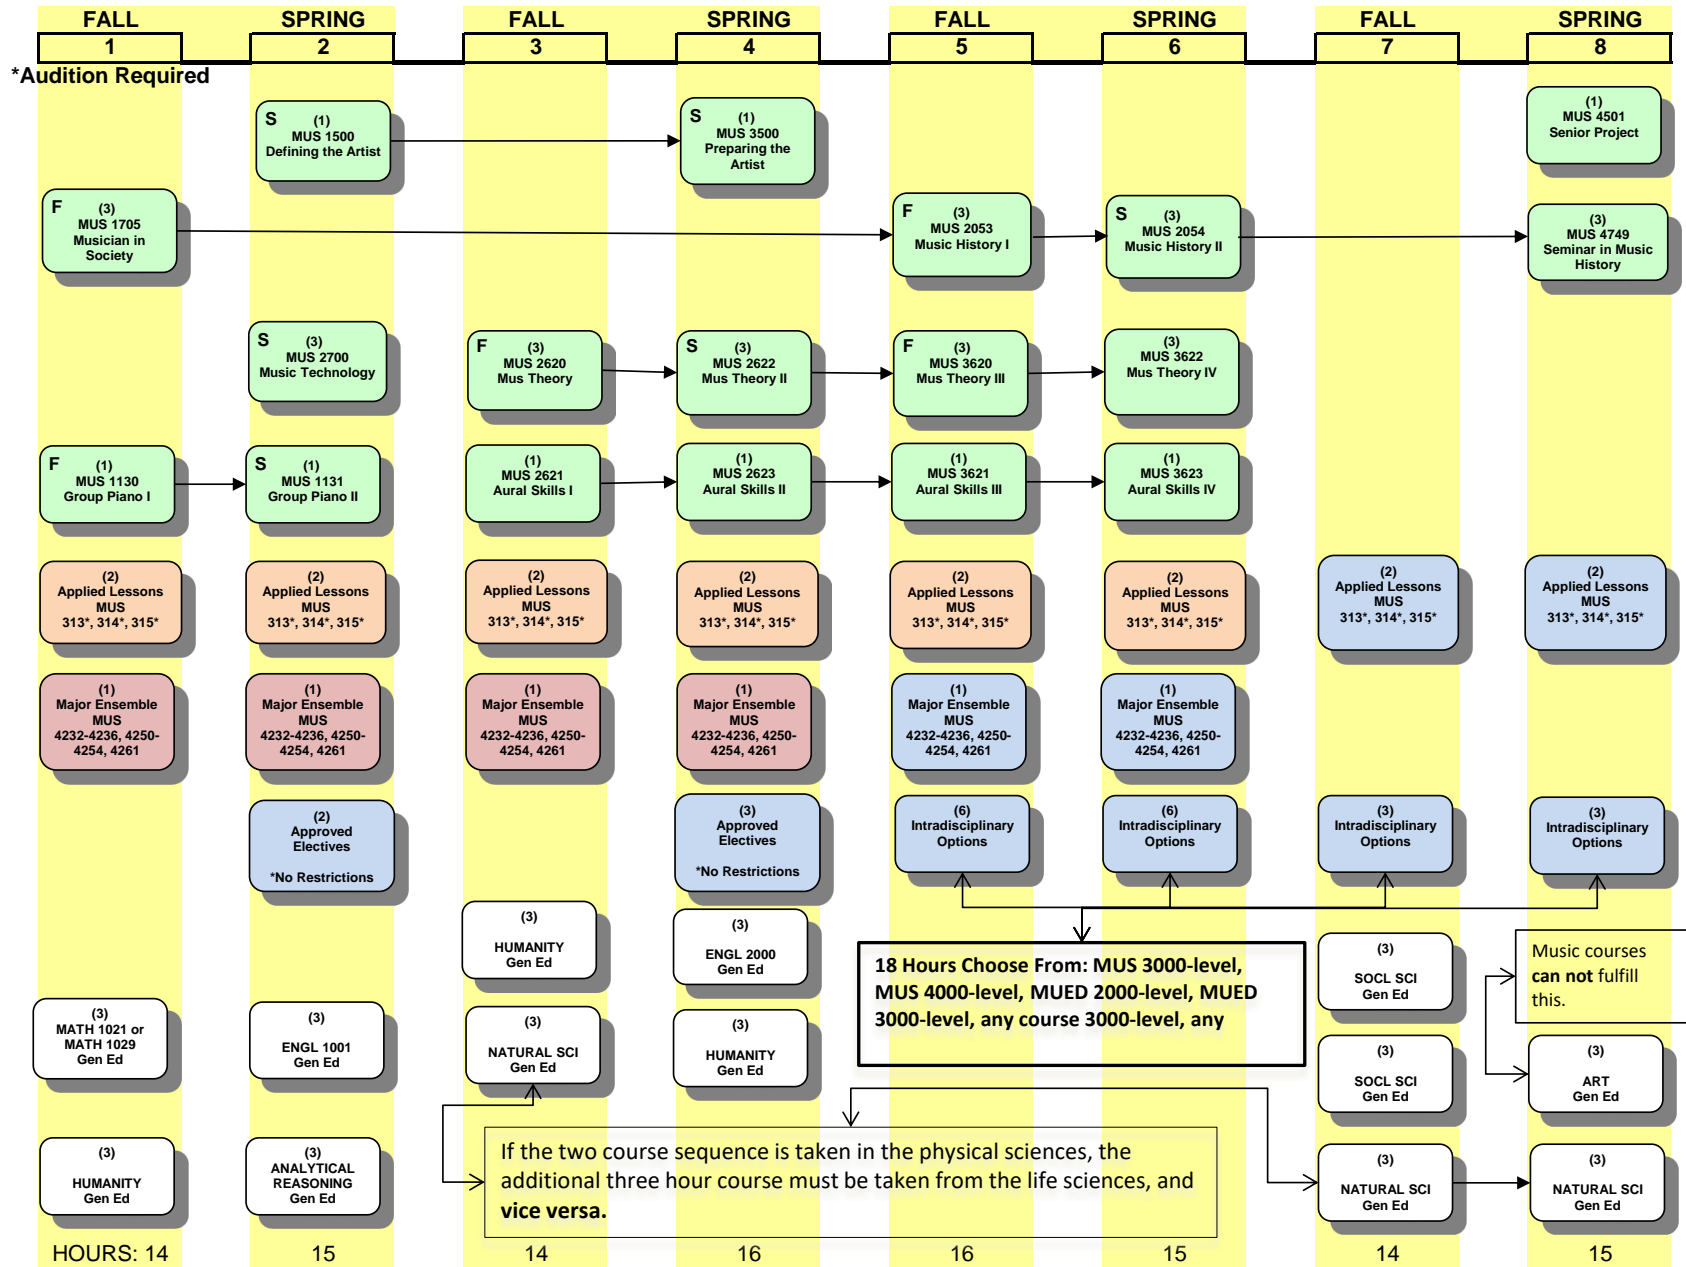 FALL
SPRING
FALL
SPRING
FALL
SPRING
FALL
SPRING
1
2
3
4
5
6
7
8
*Audition Required
S (1)
MUS 1500
Defining the Artist
S (1)
MUS 3500
Preparing the
Artist
(1)
MUS 4501
Senior Project
F (3)
MUS 1705
Musician in
Society
F (3)
MUS 2053
Music History I
S (3)
MUS 2054
Music History II
(3)
MUS 4749
Seminar in Music
History
S (3)
MUS 2700
Music Technology
F (3)
MUS 2620
Mus Theory
S (3)
MUS 2622
Mus Theory II
F (3)
MUS 3620
Mus Theory III
(3)
MUS 3622
Mus Theory IV
F (1)
MUS 1130
Group Piano I
S (1)
MUS 1131
Group Piano II
(1)
MUS 2621
Aural Skills I
(1)
MUS 2623
Aural Skills II
(1)
MUS 3621
Aural Skills III
(1)
MUS 3623
Aural Skills IV
(2)
Applied Lessons
MUS
313*, 314*, 315*
(2)
Applied Lessons
MUS
313*, 314*, 315*
(2)
Applied Lessons
MUS
313*, 314*, 315*
(2)
Applied Lessons
MUS
313*, 314*, 315*
(2)
Applied Lessons
MUS
313*, 314*, 315*
(2)
Applied Lessons
MUS
313*, 314*, 315*
(2)
Applied Lessons
MUS
313*, 314*, 315*
(2)
Applied Lessons
MUS
313*, 314*, 315*
(1)
Major Ensemble
MUS
4232-4236, 4250-
4254, 4261
(1)
Major Ensemble
MUS
4232-4236, 4250-
4254, 4261
(1)
Major Ensemble
MUS
4232-4236, 4250-
4254, 4261
(1)
Major Ensemble
MUS
4232-4236, 4250-
4254, 4261
(1)
Major Ensemble
MUS
4232-4236, 4250-
4254, 4261
(1)
Major Ensemble
MUS
4232-4236, 4250-
4254, 4261
(2)
Approved
Electives
*No Restrictions
(3)
Approved
Electives
*No Restrictions
(6)
Intradisciplinary
Options
(6)
Intradisciplinary
Options
(3)
Intradisciplinary
Options
(3)
Intradisciplinary
Options
(3)
HUMANITY
Gen Ed
(3)
ENGL 2000
Gen Ed
18 Hours Choose From: MUS 3000-level,
MUS 4000-level, MUED 2000-level, MUED
3000-level, any course 3000-level, any
(3)
SOCL SCI
Gen Ed
Music courses
can not fulfill
this.
(3)
MATH 1021 or
MATH 1029
Gen Ed
(3)
ENGL 1001
Gen Ed
(3)
NATURAL SCI
Gen Ed
(3)
HUMANITY
Gen Ed
(3)
SOCL SCI
Gen Ed
(3)
ART
Gen Ed
(3)
HUMANITY
Gen Ed
(3)
ANALYTICAL
REASONING
Gen Ed
If the two course sequence is taken in the physical sciences, the
additional three hour course must be taken from the life sciences, and
vice versa.
(3)
NATURAL SCI
Gen Ed
(3)
NATURAL SCI
Gen Ed
HOURS: 14
15
14
16
16
15
14
15